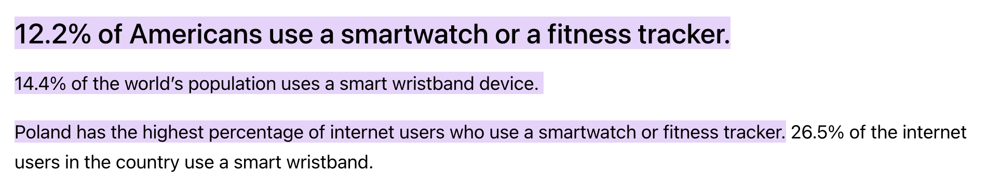 12.2% of Americans use a smartwatch or a fitness tracker.
14.4% of the world’s population uses a smart wristband device.
Poland has the highest percentage of internet users who use a smartwatch or fitness tracker. 26.5% of the internet
users in the country use a smart wristband.